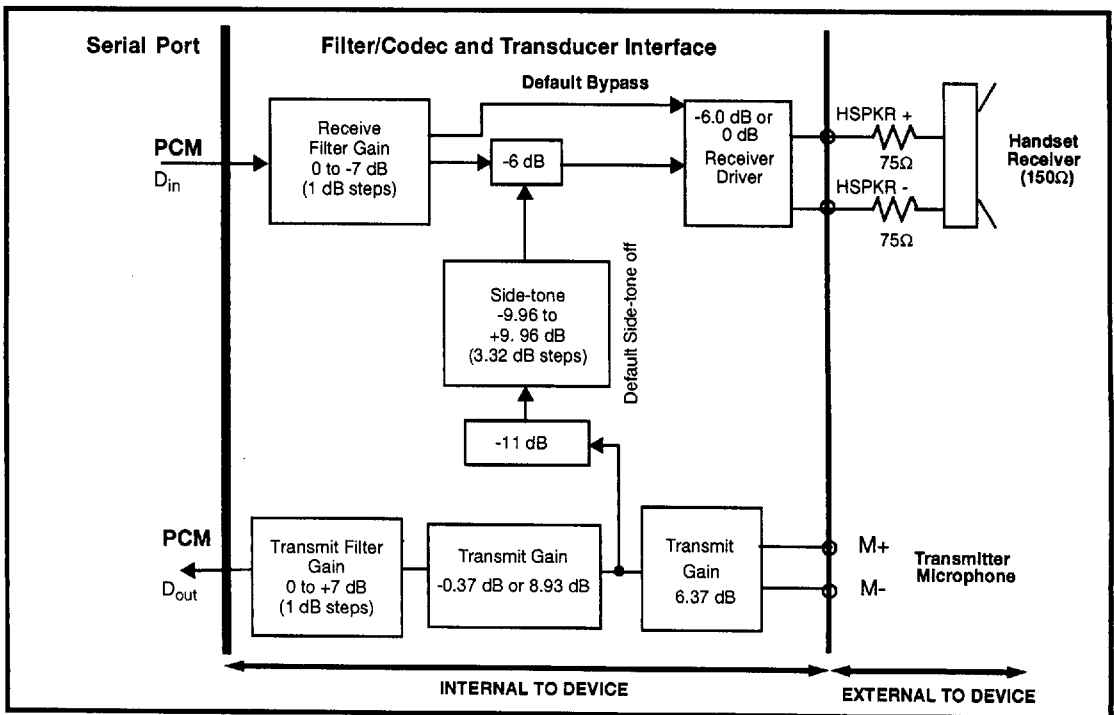 Serial Port
Filter/Codec and Transducer Interface
Default Bypass
PCM
Din
Receive
Filter Gain
0 to -7 dB
(1 dB steps)
-6 dB
-6.0 dB or
0 dB
Receiver
Driver
HSPKR +
75Ω
HSPKR -
75Ω
Handset
Receiver
(150Ω)
Side-tone
-9.96 to
+9. 96 dB
(3.32 dB steps)
Default Side-tone off
-11 dB
PCM
Dout
Transmit Filter
Gain
0 to +7 dB
(1 dB steps)
Transmit Gain
-0.37 dB or 8.93 dB
Transmit
Gain
6.37 dB
M+
M-
Transmitter
Microphone
INTERNAL TO DEVICE
EXTERNAL TO DEVICE